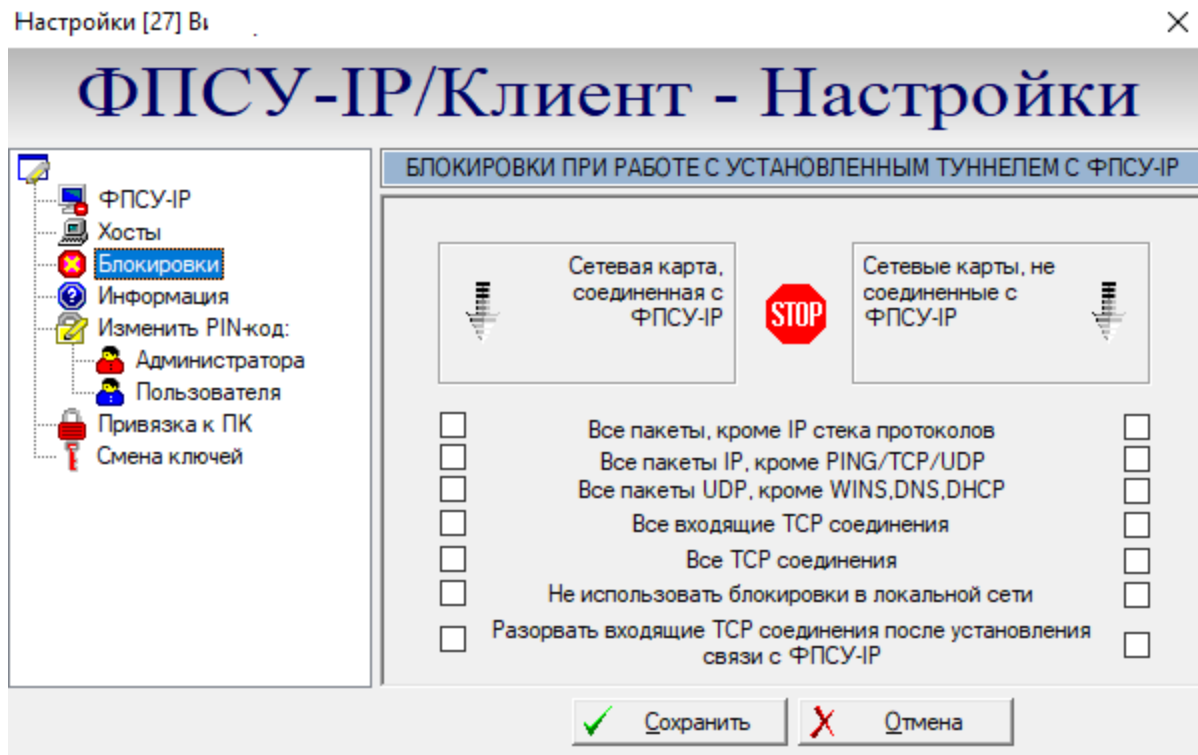 Настройки [27] Ви
ФПСУ-IP/Клиент - Настройки
ФПСУ-IP
Хосты
Блокировки
Информация
Изменить PIN-код:
Администратора
Пользователя
Привязка к ПК
Смена ключей
БЛОКИРОВКИ ПРИ РАБОТЕ С УСТАНОВЛЕННЫМ ТУННЕЛЕМ С ФПСУ-IP
Сетевая карта,
соединенная с
ФПСУ-IP
STOP
Сетевые карты, не
соединенные с
ФПСУ-IP
Все пакеты, кроме IP стека протоколов
Все пакеты IP, кроме PING/TCP/UDP
Все пакеты UDP, кроме WINS,DNS,DHCP
Все входящие TCP соединения
Все TCP соединения
Не использовать блокировки в локальной сети
Разорвать входящие TCP соединения после установления
связи с ФПСУ-IP
Сохранить
Отмена